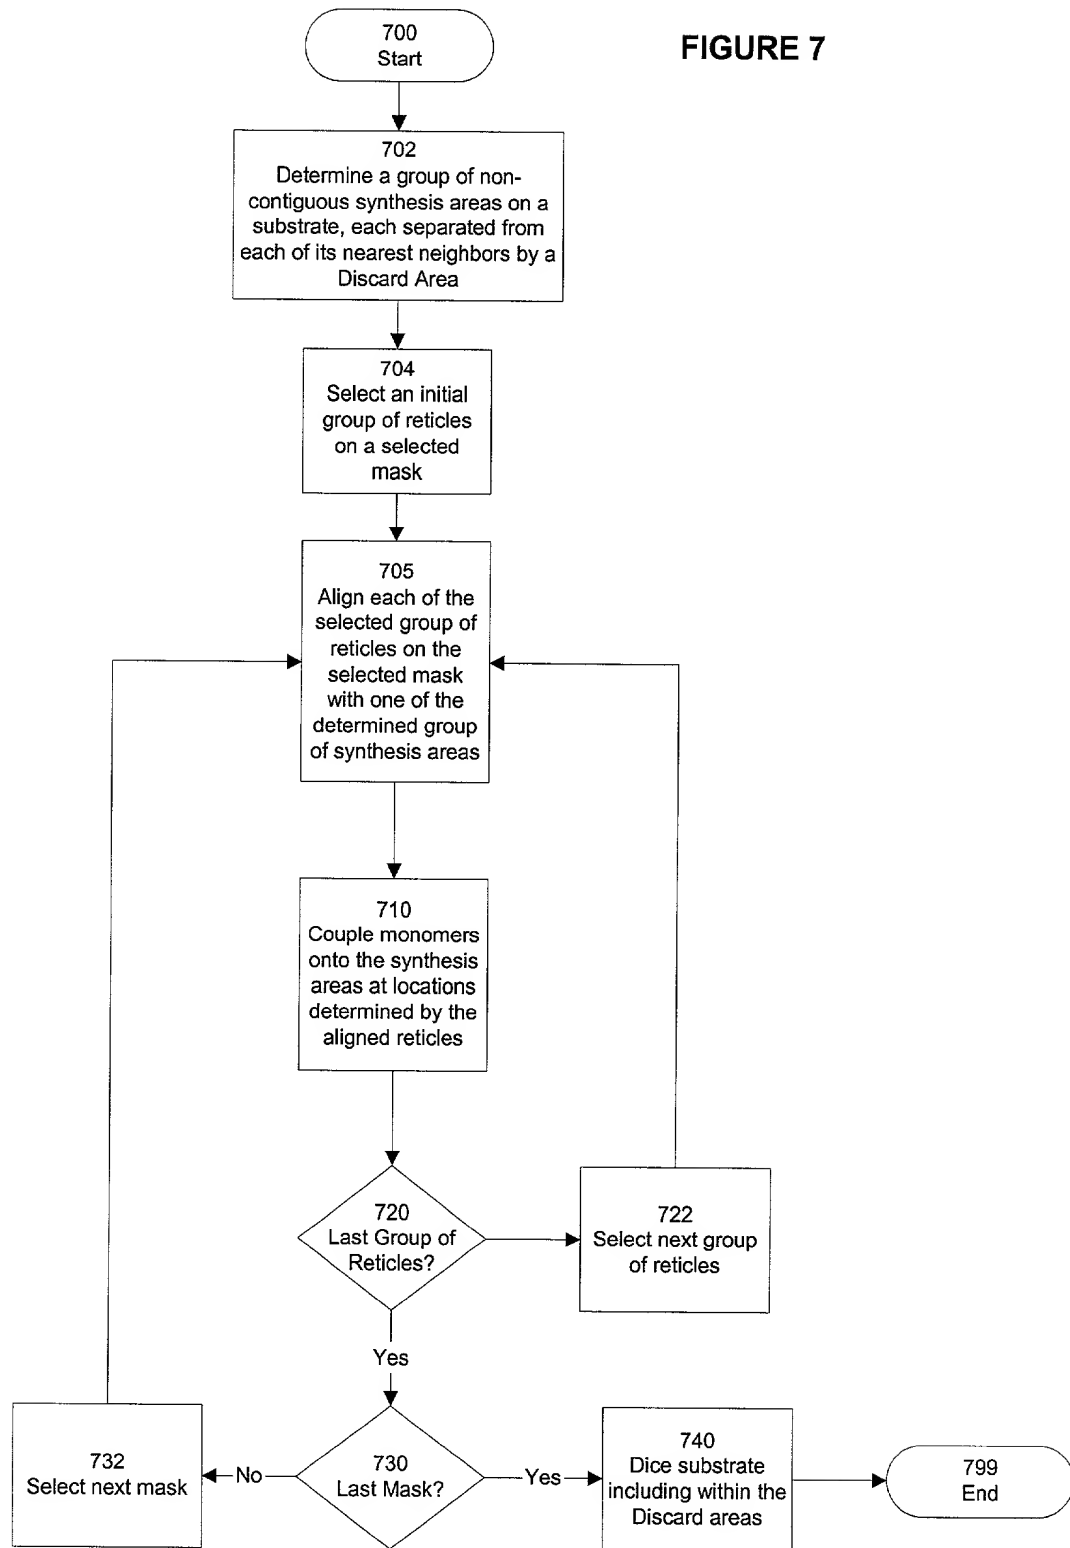 FIGURE 7
700
Start
702
Determine a group of non-
contiguous synthesis areas on a
substrate, each separated from
each of its nearest neighbors by a
Discard Area
704
Select an initial
group of reticles
on a selected
mask
705
Align each of the
selected group of
reticles on the
selected mask
with one of the
determined group
of synthesis areas
710
Couple monomers
onto the synthesis
areas at locations
determined by the
aligned reticles
720
Last Group of
Reticles?
722
Select next group
of reticles
Yes
732
Select next mask
No
730
Last Mask?
Yes
740
Dice substrate
including within the
Discard areas
799
End